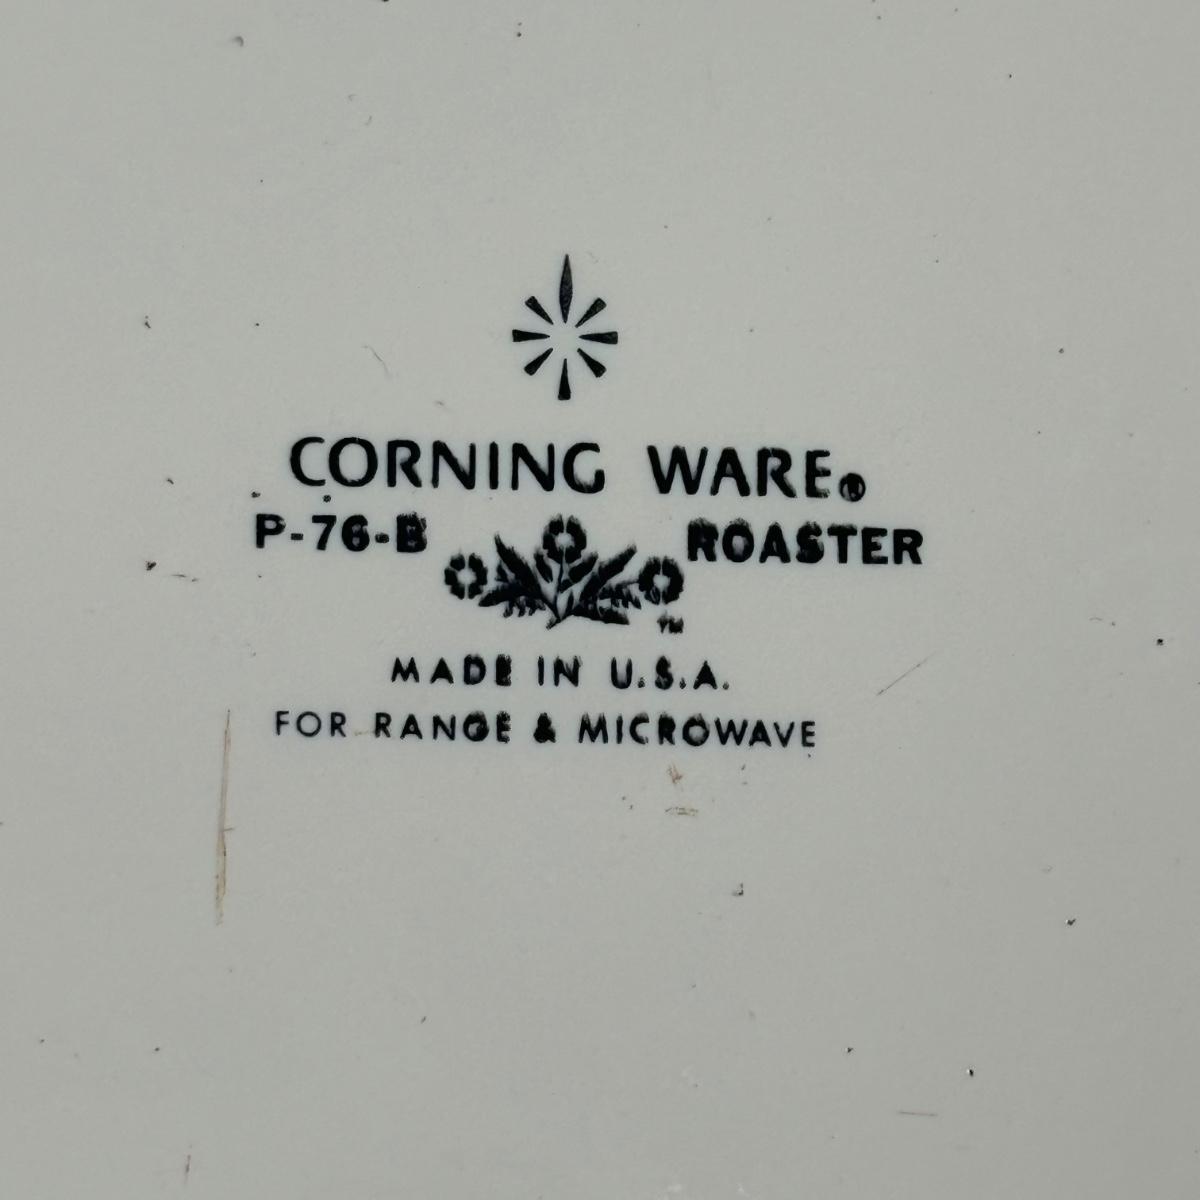 CORNING WARE®
P-76-B ROASTER
TM
MADE IN U.S.A.
FOR RANGE & MICROWAVE